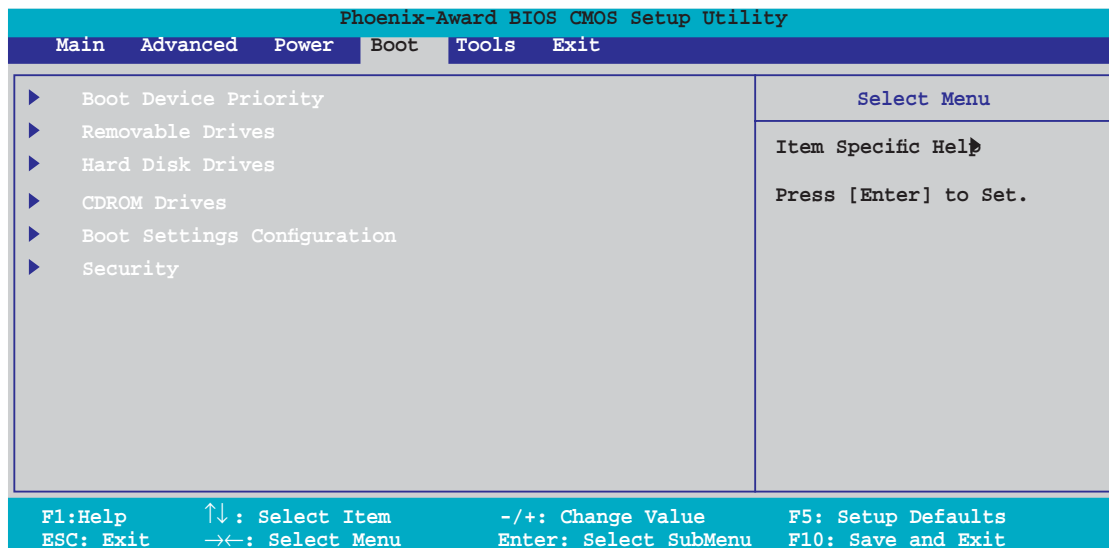 Phoenix-Award BIOS CMOS Setup Utility
Main Advanced Power Boot Tools Exit
Boot Device Priority
Removable Drives
Hard Disk Drives
CDROM Drives
Boot Settings Configuration
Security
Select Menu
Item Specific Help
Press [Enter] to Set.
F1:Help ↑↓: Select Item -/+: Change Value F5: Setup Defaults
ESC: Exit →←: Select Menu Enter: Select SubMenu F10: Save and Exit